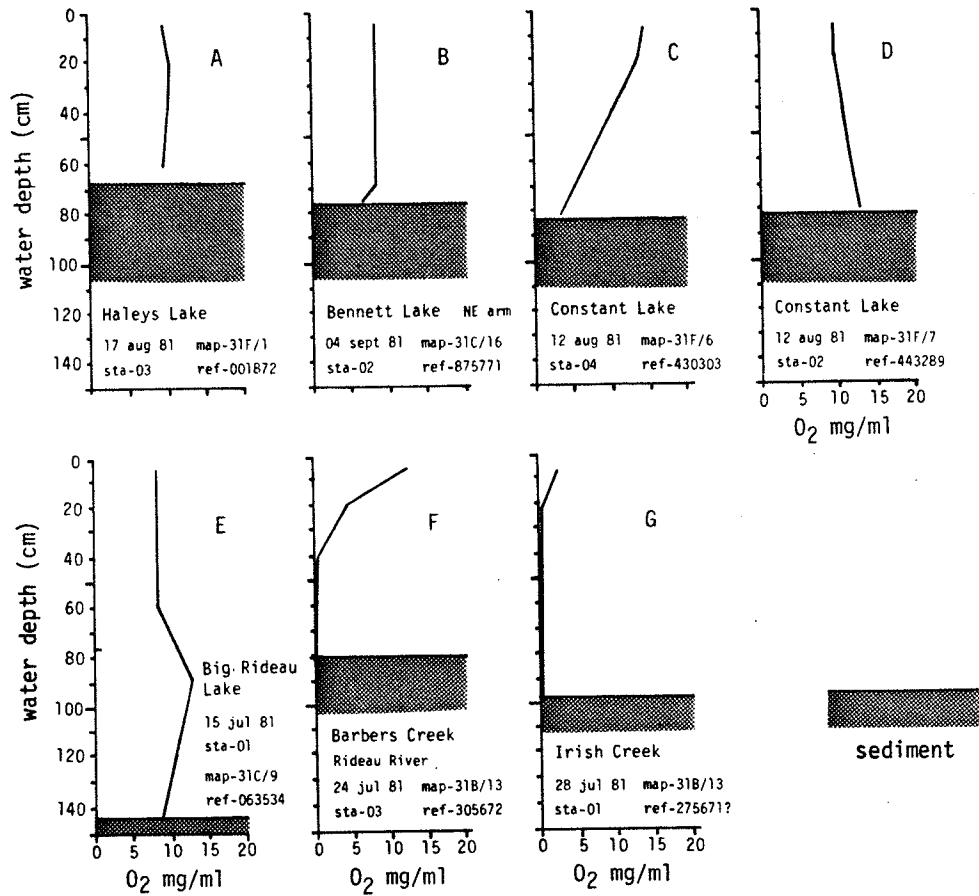 water depth (cm)
0
20
40
60
80
100
120
140
A
Haleys Lake
17 aug 81 map-31F/1
sta-03 ref-001872
0 5 10 15 20
B
Bennett Lake NE arm
04 sept 81 map-31C/16
sta-02 ref-875771
C
Constant Lake
12 aug 81 map-31F/6
sta-04 ref-430303
D
Constant Lake
12 aug 81 map-31F/7
sta-02 ref-443289
0 5 10 15 20
O2 mg/ml
water depth (cm)
0
20
40
60
80
100
120
140
E
Big Rideau
Lake
15 jul 81
sta-01
map-31C/9
ref-063534
0 10 15 20
O2 mg/ml
F
Barbers Creek
Rideau River
24 jul 81 map-31B/13
sta-03 ref-305672
0 5 10 15 20
O2 mg/ml
G
Irish Creek
28 jul 81 map-31B/13
sta-01 ref-275671?
0 5 10 15 20
O2 mg/ml
sediment